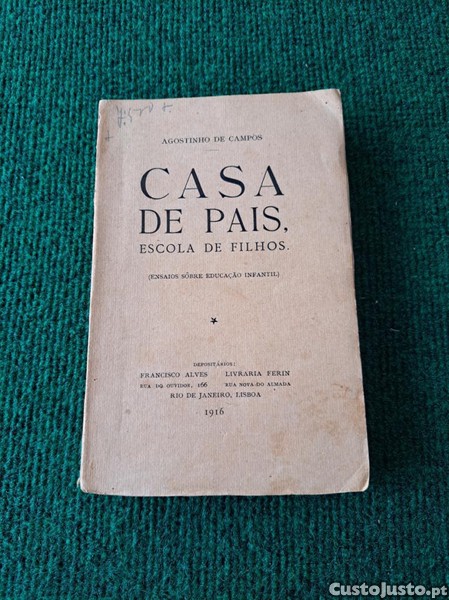 AGOSTINHO DE CAMPOS
CASA
DE PAIS,
ESCOLA DE FILHOS.
(ENSAIOS SÔBRE EDUCAÇÃO INFANTIL)
DEPOSITÁRIOS:
FRANCISCO ALVES LIVRARIA FERIN
RUA DO OUVIDOR, 166 RUA NOVA DO ALMADA
RIO DE JANEIRO, LISBOA
1916
CustoJusto.pt